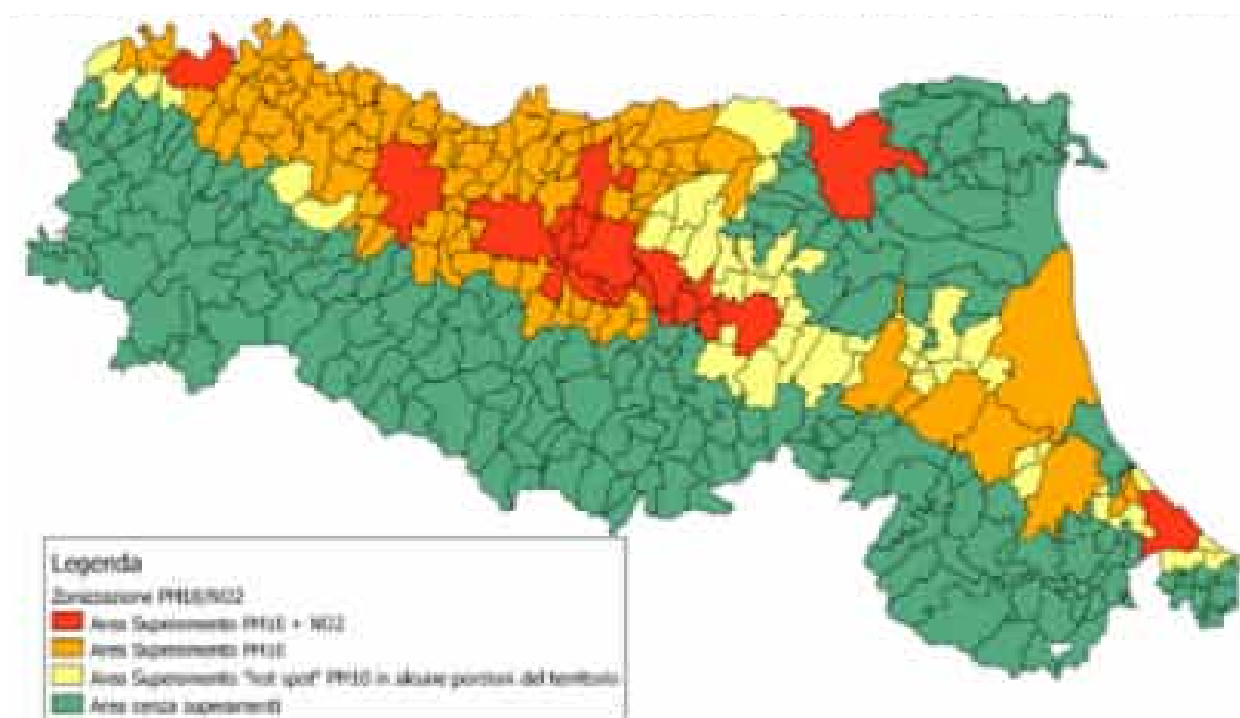 Legenda
Zonizzazione PM10/NO2
Area Superamento PM10 + NO2
Area Superamento PM10
Area Superamento "hot spot" PM10 in alcune porzioni del territorio
Area senza superamenti